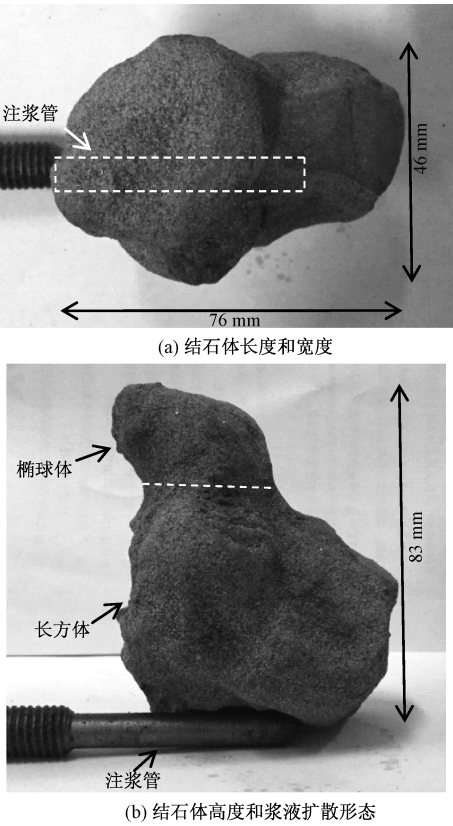 注浆管
46 mm
76 mm
(a) 结石体长度和宽度
椭球体
83 mm
长方体
注浆管
(b) 结石体高度和浆液扩散形态